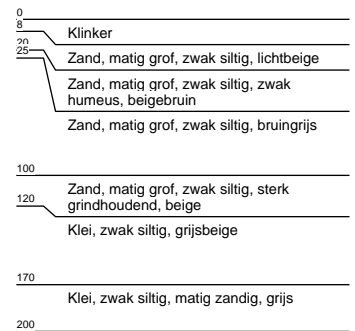 0
8
Klinker
20
Zand, matig grof, zwak siltig, lichtbeige
25
Zand, matig grof, zwak siltig, zwak
humeus, beigebruin
Zand, matig grof, zwak siltig, bruingrijs
100
Zand, matig grof, zwak siltig, sterk
grindhoudend, beige
120
Klei, zwak siltig, grijsbeige
170
Klei, zwak siltig, matig zandig, grijs
200